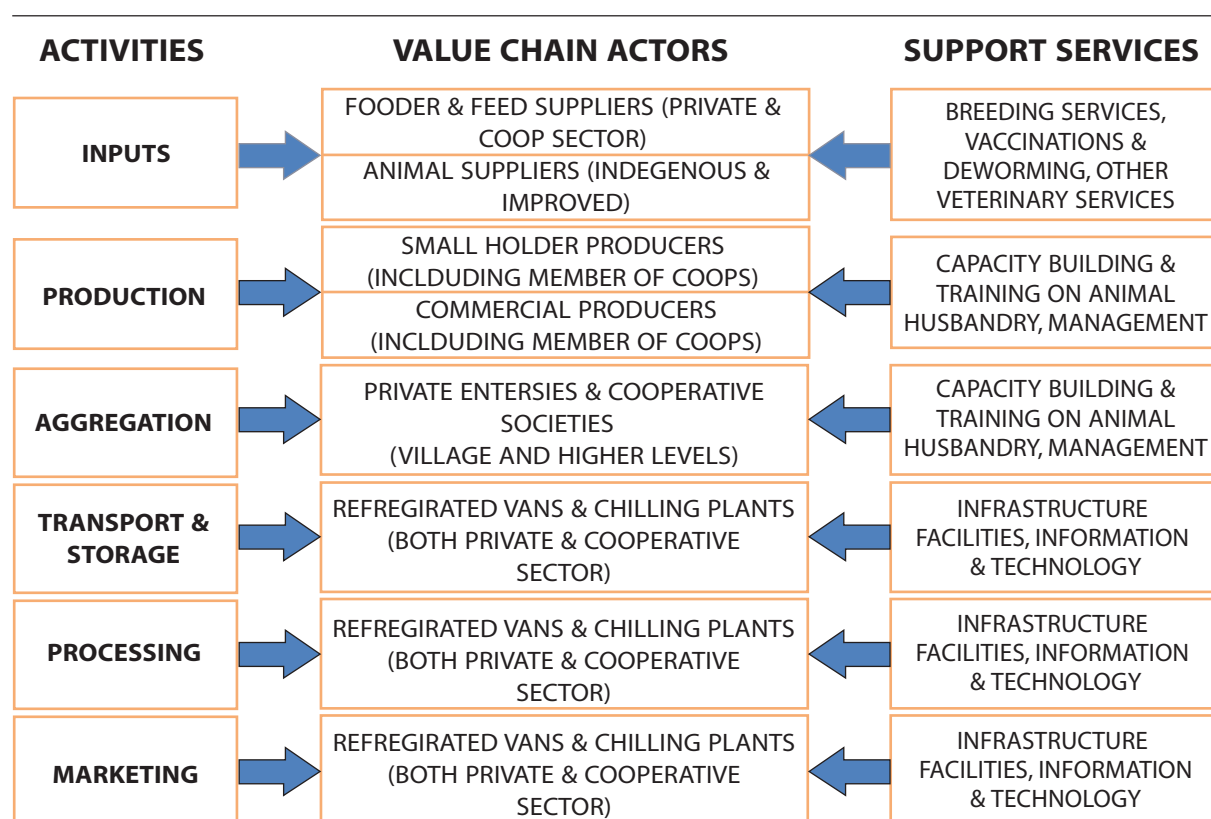 ACTIVITIES
VALUE CHAIN ACTORS
SUPPORT SERVICES
INPUTS
FOODER & FEED SUPPLIERS (PRIVATE &
COOP SECTOR)
ANIMAL SUPPLIERS (INDEGENOUS &
IMPROVED)
BREEDING SERVICES,
VACCINATIONS &
DEWORMING, OTHER
VETERINARY SERVICES
PRODUCTION
SMALL HOLDER PRODUCERS
(INCLDUDING MEMBER OF COOPS)
COMMERCIAL PRODUCERS
(INCLDUDING MEMBER OF COOPS)
CAPACITY BUILDING &
TRAINING ON ANIMAL
HUSBANDRY, MANAGEMENT
AGGREGATION
PRIVATE ENTERSIES & COOPERATIVE
SOCIETIES
(VILLAGE AND HIGHER LEVELS)
CAPACITY BUILDING &
TRAINING ON ANIMAL
HUSBANDRY, MANAGEMENT
TRANSPORT &
STORAGE
REFREGIRATED VANS & CHILLING PLANTS
(BOTH PRIVATE & COOPERATIVE
SECTOR)
INFRASTRUCTURE
FACILITIES, INFORMATION
& TECHNOLOGY
PROCESSING
REFREGIRATED VANS & CHILLING PLANTS
(BOTH PRIVATE & COOPERATIVE
SECTOR)
INFRASTRUCTURE
FACILITIES, INFORMATION
& TECHNOLOGY
MARKETING
REFREGIRATED VANS & CHILLING PLANTS
(BOTH PRIVATE & COOPERATIVE
SECTOR)
INFRASTRUCTURE
FACILITIES, INFORMATION
& TECHNOLOGY